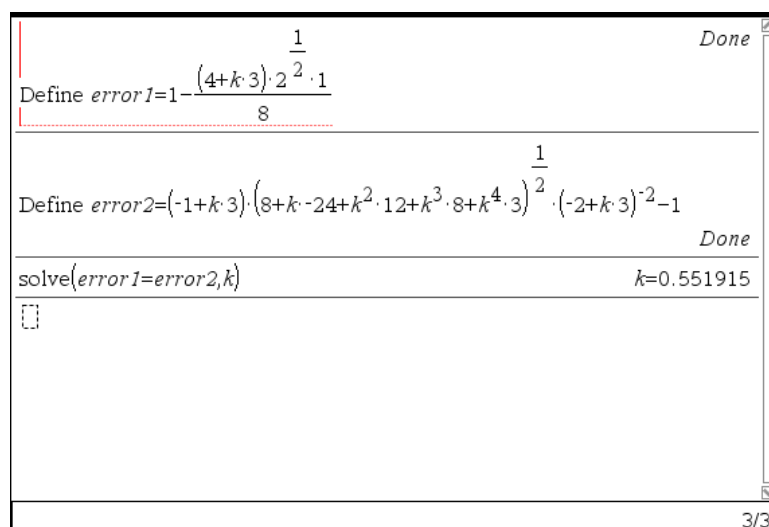 Define error1=1-((4+k·3)·2^(1/2)·1)/8
Done
Define error2=(-1+k·3)·(8+k·-24+k^2·12+k^3·8+k^4·3)^(1/2)·(-2+k·3)^-2-1
Done
solve(error1=error2,k)
k=0.551915
3/3